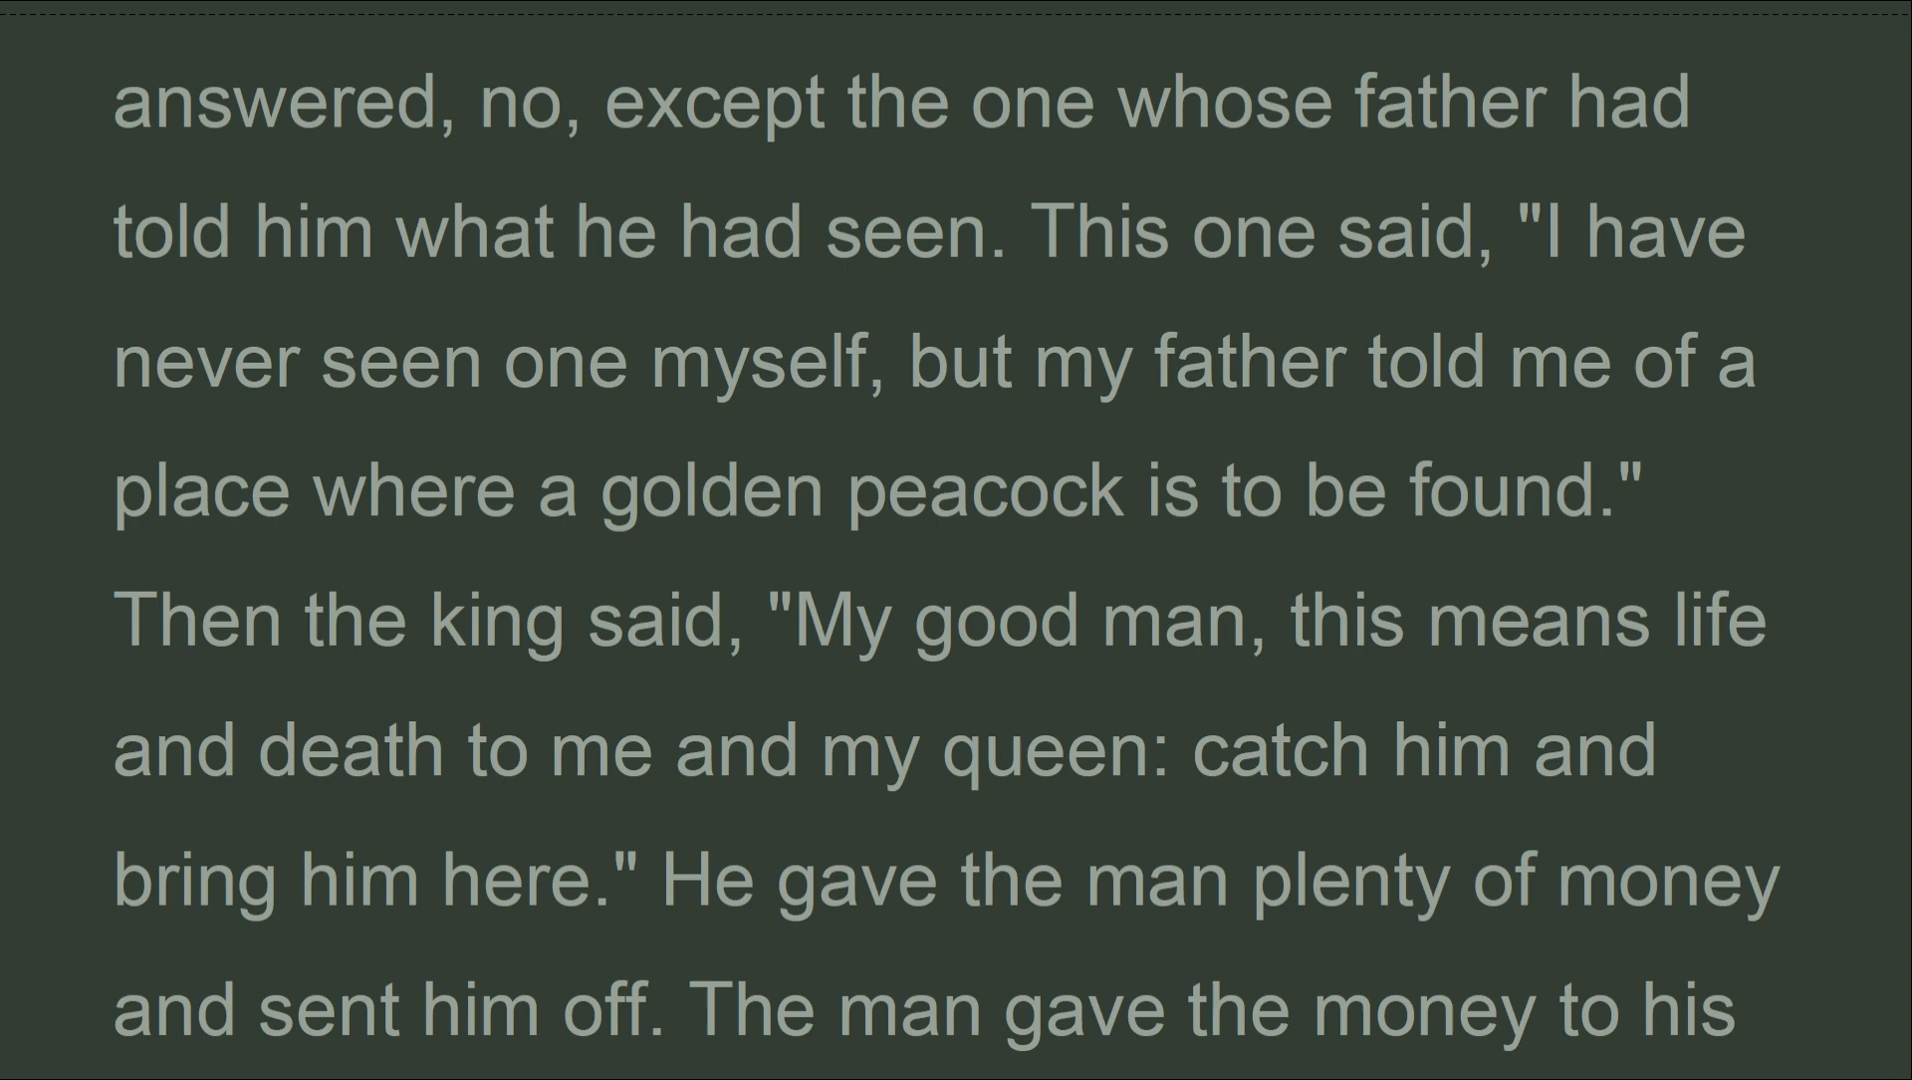 answered, no, except the one whose father had
told him what he had seen. This one said, "I have
never seen one myself, but my father told me of a
place where a golden peacock is to be found."
Then the king said, "My good man, this means life
and death to me and my queen: catch him and
bring him here." He gave the man plenty of money
and sent him off. The man gave the money to his